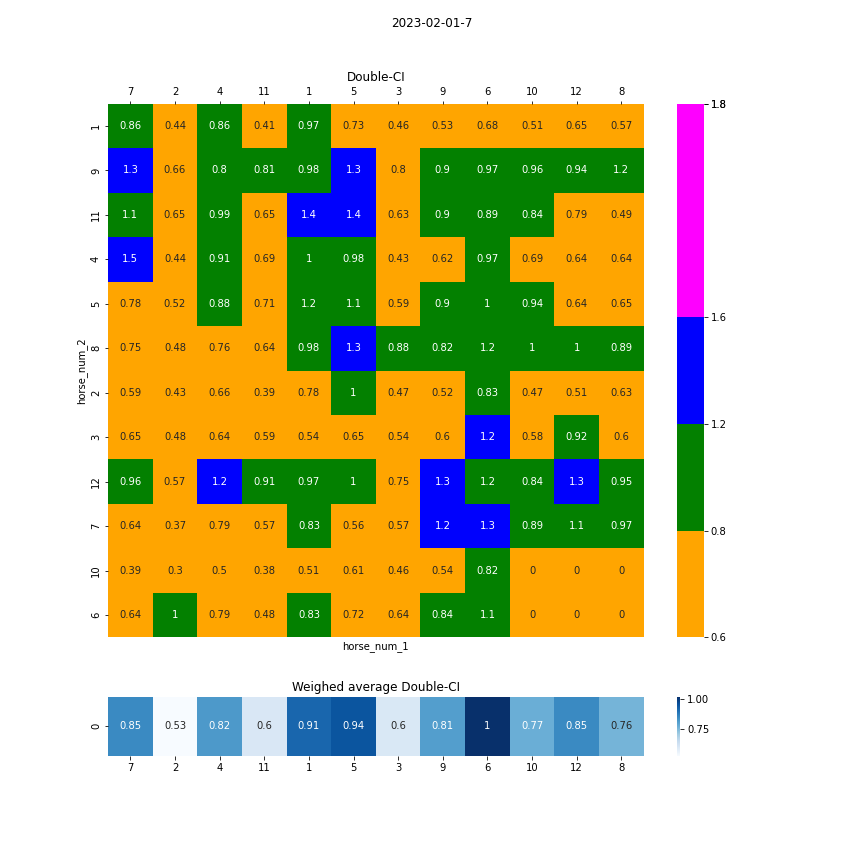 2023-02-01-7
Double-CI
7 2 4 11 1 5 3 9 6 10 12 8
1 0.86 0.44 0.86 0.41 0.97 0.73 0.46 0.53 0.68 0.51 0.65 0.57
9 1.3 0.66 0.8 0.81 0.98 1.3 0.8 0.9 0.97 0.96 0.94 1.2
11 1.1 0.65 0.99 0.65 1.4 1.4 0.63 0.9 0.89 0.84 0.79 0.49
4 1.5 0.44 0.91 0.69 1 0.98 0.43 0.62 0.97 0.69 0.64 0.64
5 0.78 0.52 0.88 0.71 1.2 1.1 0.59 0.9 1 0.94 0.64 0.65
8 0.75 0.48 0.76 0.64 0.98 1.3 0.88 0.82 1.2 1 1 0.89
2 0.59 0.43 0.66 0.39 0.78 1 0.47 0.52 0.83 0.47 0.51 0.63
3 0.65 0.48 0.64 0.59 0.54 0.65 0.54 0.6 1.2 0.58 0.92 0.6
12 0.96 0.57 1.2 0.91 0.97 1 0.75 1.3 1.2 0.84 1.3 0.95
7 0.64 0.37 0.79 0.57 0.83 0.56 0.57 1.2 1.3 0.89 1.1 0.97
10 0.39 0.3 0.5 0.38 0.51 0.61 0.46 0.54 0.82 0 0 0
6 0.64 1 0.79 0.48 0.83 0.72 0.64 0.84 1.1 0 0 0
horse_num_2
horse_num_1
1.8
1.6
1.2
0.8
0.6
Weighed average Double-CI
0 0.85 0.53 0.82 0.6 0.91 0.94 0.6 0.81 1 0.77 0.85 0.76
7 2 4 11 1 5 3 9 6 10 12 8
1.00
0.75